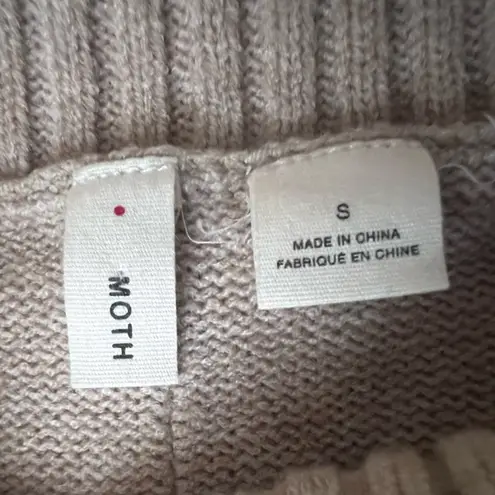 MOTH
S
MADE IN CHINA
FABRIQUÉ EN CHINE